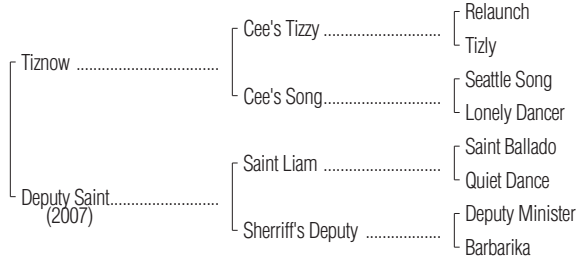 Relaunch
Cee's Tizzy ..............................
Tizly
Tiznow .....................................
Seattle Song
Cee's Song..............................
Lonely Dancer
Saint Ballado
Saint Liam ..............................
Quiet Dance
Deputy Saint............................
(2007)
Deputy Minister
Sherriff's Deputy ...................
Barbarika